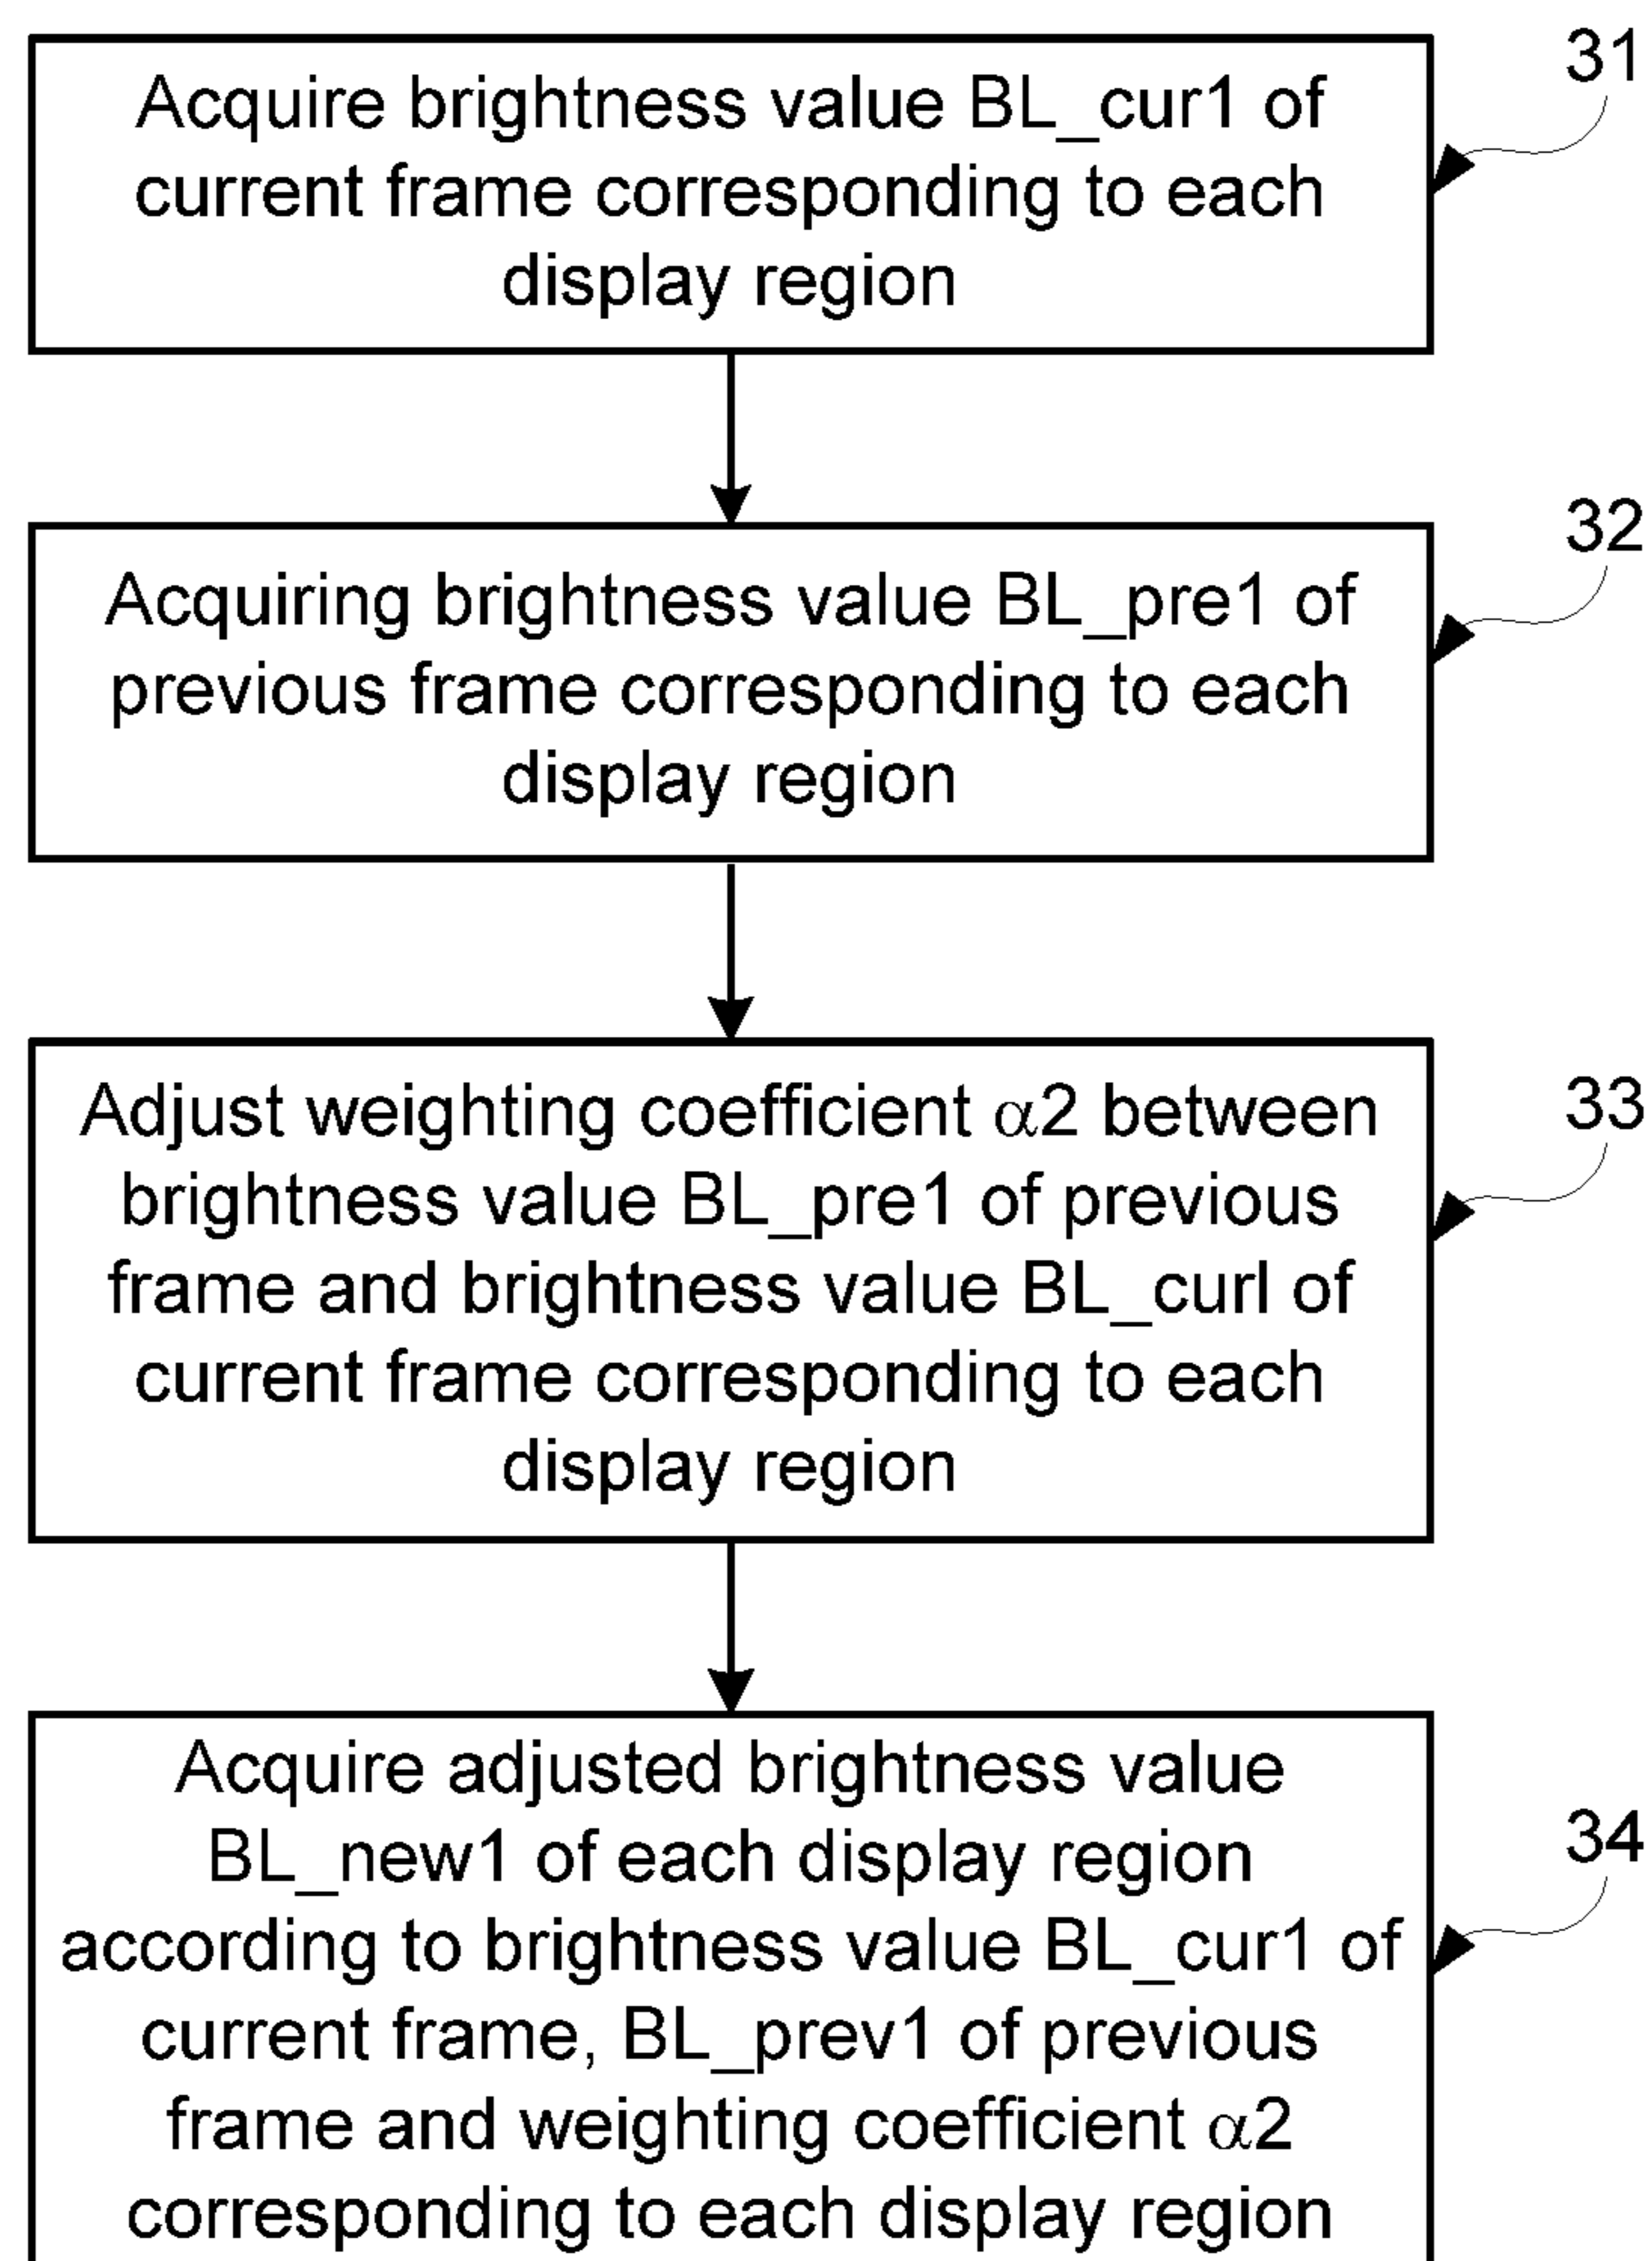 31
Acquire brightness value BL_cur1 of
current frame corresponding to each
display region
32
Acquiring brightness value BL_pre1 of
previous frame corresponding to each
display region
33
Adjust weighting coefficient α2 between
brightness value BL_pre1 of previous
frame and brightness value BL_curl of
current frame corresponding to each
display region
34
Acquire adjusted brightness value
BL_new1 of each display region
according to brightness value BL_cur1 of
current frame, BL_prev1 of previous
frame and weighting coefficient α2
corresponding to each display region